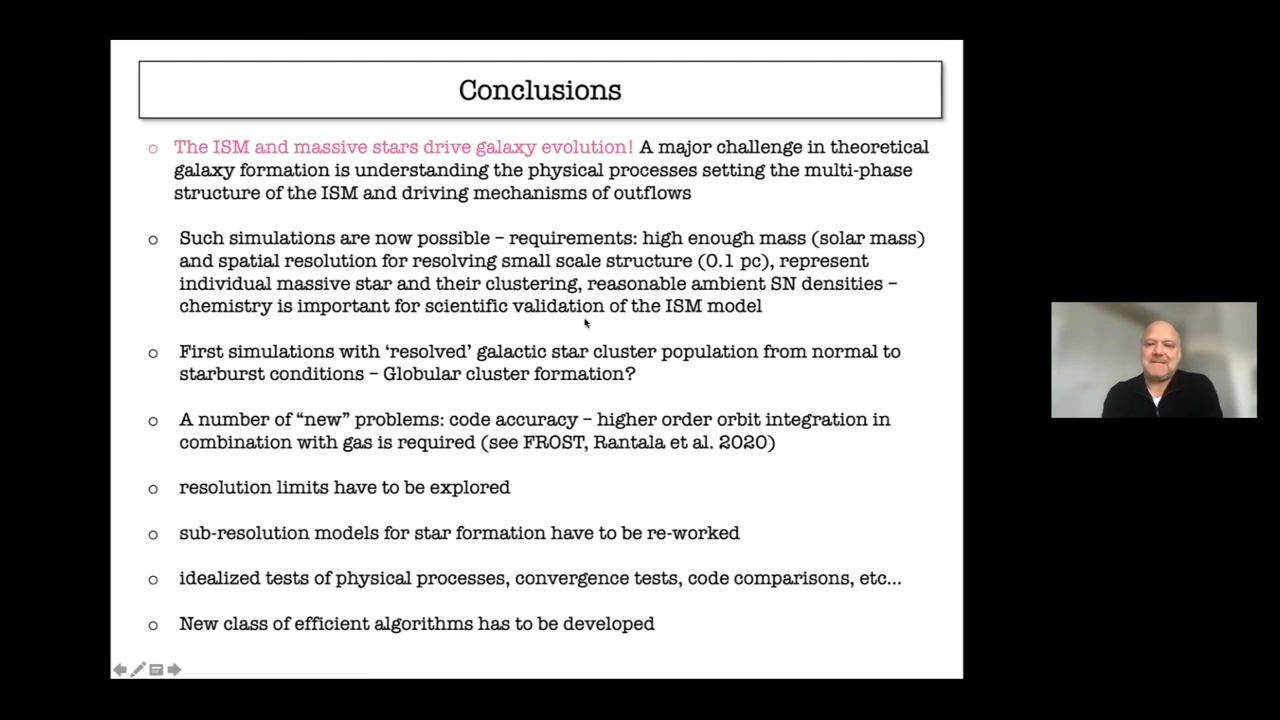 Conclusions
The ISM and massive stars drive galaxy evolution! A major challenge in theoretical
galaxy formation is understanding the physical processes setting the multi-phase
structure of the ISM and driving mechanisms of outflows
Such simulations are now possible – requirements: high enough mass (solar mass)
and spatial resolution for resolving small scale structure (0.1 pc), represent
individual massive star and their clustering, reasonable ambient SN densities –
chemistry is important for scientific validation of the ISM model
First simulations with ‘resolved’ galactic star cluster population from normal to
starburst conditions – Globular cluster formation?
A number of “new” problems: code accuracy – higher order orbit integration in
combination with gas is required (see FROST, Rantala et al. 2020)
resolution limits have to be explored
sub-resolution models for star formation have to be re-worked
idealized tests of physical processes, convergence tests, code comparisons, etc...
New class of efficient algorithms has to be developed